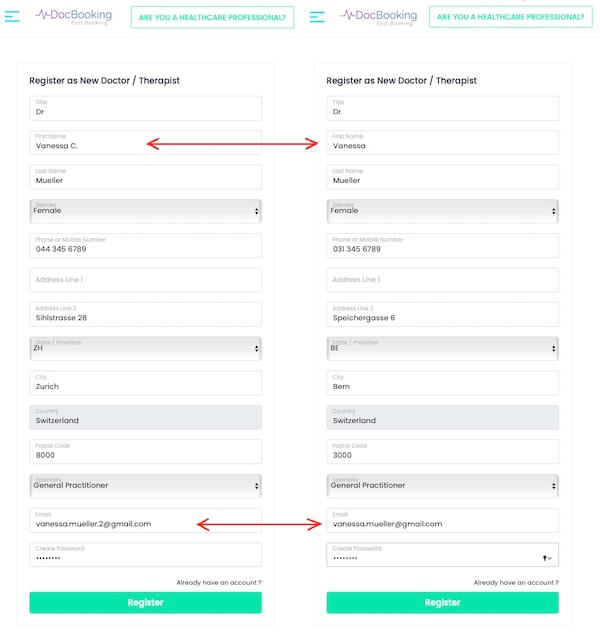 DocBooking
Fast Booking
ARE YOU A HEALTHCARE PROFESSIONAL?
Register as New Doctor / Therapist
Title
Dr
First Name
Vanessa C.
Last Name
Mueller
Gender
Female
Phone or Mobile Number
044 345 6789
Address Line 1
Address Line 2
Sihlstrasse 28
State / Province
ZH
City
Zurich
Country
Switzerland
Postal Code
8000
Specialty
General Practitioner
Email
vanessa.mueller.2@gmail.com
Create Password
••••••••
Already have an account ?
Register
DocBooking
Fast Booking
ARE YOU A HEALTHCARE PROFESSIONAL?
Register as New Doctor / Therapist
Title
Dr
First Name
Vanessa
Last Name
Mueller
Gender
Female
Phone or Mobile Number
031 345 6789
Address Line 1
Address Line 2
Speichergasse 6
State / Province
BE
City
Bern
Country
Switzerland
Postal Code
3000
Specialty
General Practitioner
Email
vanessa.mueller@gmail.com
Create Password
••••••••
Already have an account ?
Register